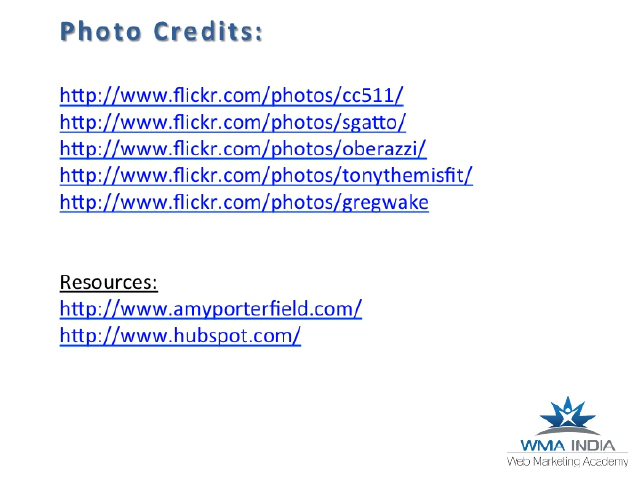 Photo Credits:
http://www.flickr.com/photos/cc511/
http://www.flickr.com/photos/sgatto/
http://www.flickr.com/photos/oberazzi/
http://www.flickr.com/photos/tonythemisfit/
http://www.flickr.com/photos/gregwake
Resources:
http://www.amyporterfield.com/
http://www.hubspot.com/
WMA INDIA
Web Marketing Academy